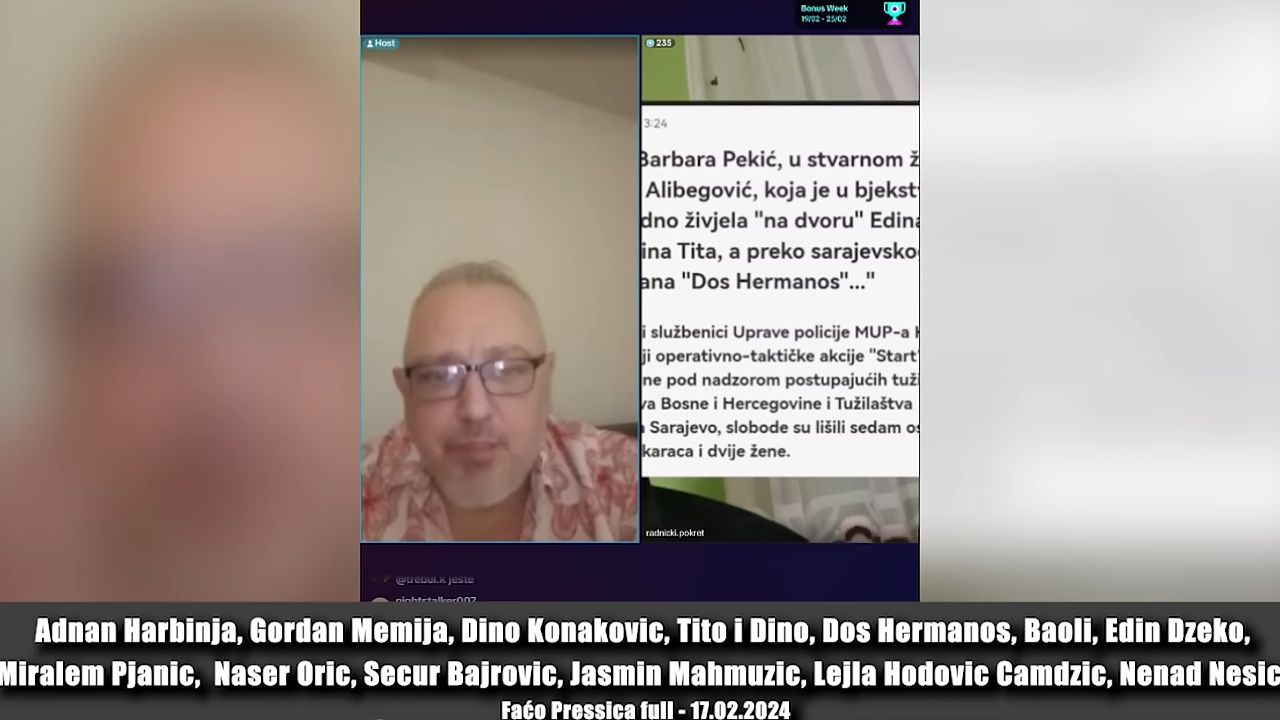 Bonus Week
19/02 - 25/02
Host
235
3:24
Barbara Pekić, u stvarnom ž
Alibegović, koja je u bjekst
dno živjela "na dvoru" Edina
ina Tita, a preko sarajevsko
ana "Dos Hermanos"..."
i službenici Uprave policije MUP-a
ji operativno-taktičke akcije "Start"
ne pod nadzorom postupajućih tuži
va Bosne i Hercegovine i Tužilaštva
Sarajevo, slobode su lišili sedam os
karaca i dvije žene.
radnicki.pokret
@trebol.k jeste
nightstalker007
Adnan Harbinja, Gordan Memija, Dino Konakovic, Tito i Dino, Dos Hermanos, Baoli, Edin Dzeko,
Miralem Pjanic, Naser Oric, Secur Bajrovic, Jasmin Mahmuzic, Lejla Hodovic Camdzic, Nenad Nesic
Faćo Pressica full - 17.02.2024